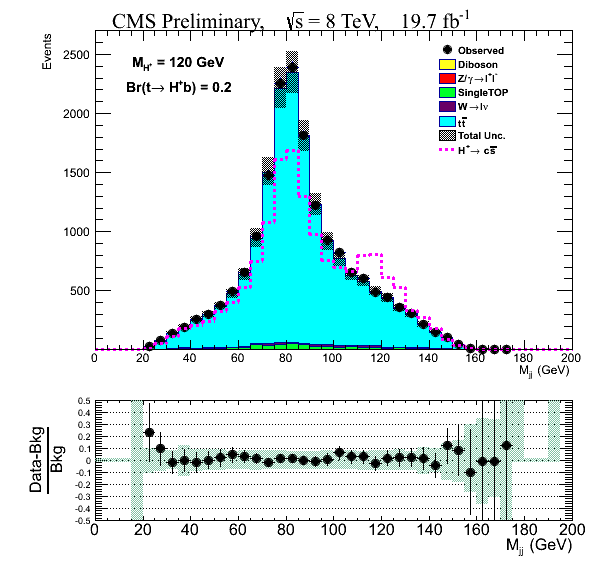 CMS Preliminary, √s = 8 TeV, 19.7 fb⁻¹
Events
M_H⁺ = 120 GeV
Br(t→ H⁺b) = 0.2
Observed
Diboson
Z/γ→l⁺l⁻
SingleTOP
W→lν
tt̅
Total Unc.
H⁺→ cs̅
2500
2000
1500
1000
500
0 20 40 60 80 100 120 140 160 180 200
M_jj (GeV)
Data-Bkg
Bkg
0.5
0.4
0.3
0.2
0.1
0
-0.1
-0.2
-0.3
-0.4
-0.5
0 20 40 60 80 100 120 140 160 180 200
M_jj (GeV)